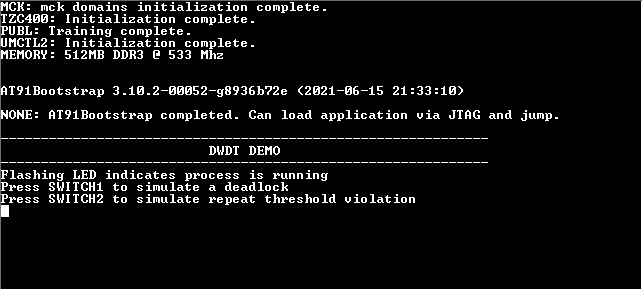 MCK: mck domains initialization complete.
TZC400: Initialization complete.
PUBL: Training complete.
UMCTL2: Initialization complete.
MEMORY: 512MB DDR3 @ 533 Mhz
AT91Bootstrap 3.10.2-00052-g8936b72e (2021-06-15 21:33:10)
NONE: AT91Bootstrap completed. Can load application via JTAG and jump.
-------------------------------------------------------------
DWDT DEMO
-------------------------------------------------------------
Flashing LED indicates process is running
Press SWITCH1 to simulate a deadlock
Press SWITCH2 to simulate repeat threshold violation